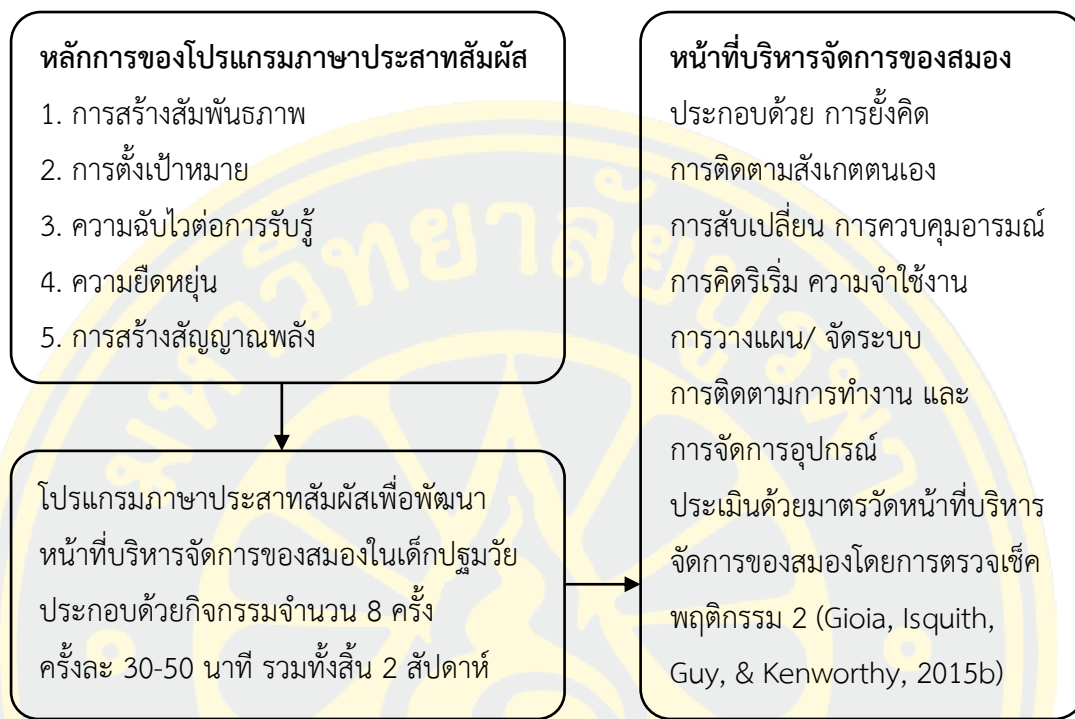 หลักการของโปรแกรมภาษาประสาทสัมผัส
1. การสร้างสัมพันธภาพ
2. การตั้งเป้าหมาย
3. ความฉับไวต่อการรับรู้
4. ความยืดหยุ่น
5. การสร้างสัญญาณพลัง
โปรแกรมภาษาประสาทสัมผัสเพื่อพัฒนา
หน้าที่บริหารจัดการของสมองในเด็กปฐมวัย
ประกอบด้วยกิจกรรมจำนวน 8 ครั้ง
ครั้งละ 30-50 นาที รวมทั้งสิ้น 2 สัปดาห์
หน้าที่บริหารจัดการของสมอง
ประกอบด้วย การยั้งคิด
การติดตามสังเกตตนเอง
การสับเปลี่ยน การควบคุมอารมณ์
การคิดริเริ่ม ความจำใช้งาน
การวางแผน/ จัดระบบ
การติดตามการทำงาน และ
การจัดการอุปกรณ์
ประเมินด้วยมาตรวัดหน้าที่บริหาร
จัดการของสมองโดยการตรวจเช็ค
พฤติกรรม 2 (Gioia, Isquith,
Guy, & Kenworthy, 2015b)
มหาวิทยาลัยบูรพา